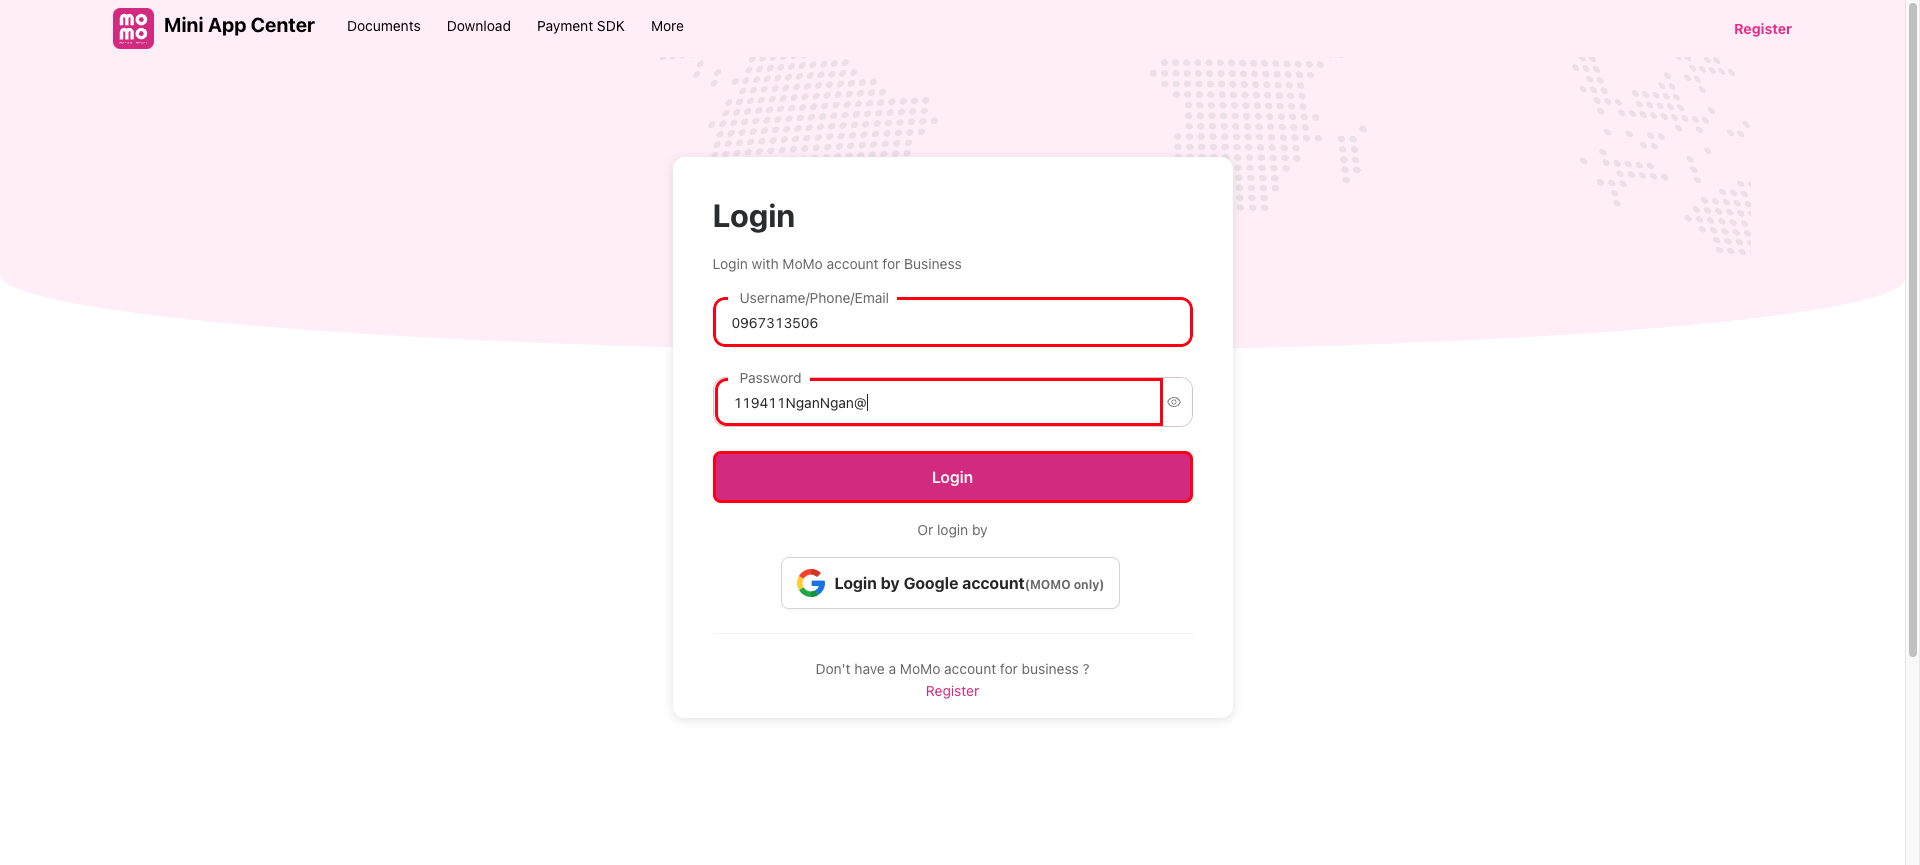 MOMO
Mini App Center
Documents
Download
Payment SDK
More
Register
Login
Login with MoMo account for Business
Username/Phone/Email
0967313506
Password
119411NganNgan@
Login
Or login by
Login by Google account(MOMO only)
Don't have a MoMo account for business ?
Register